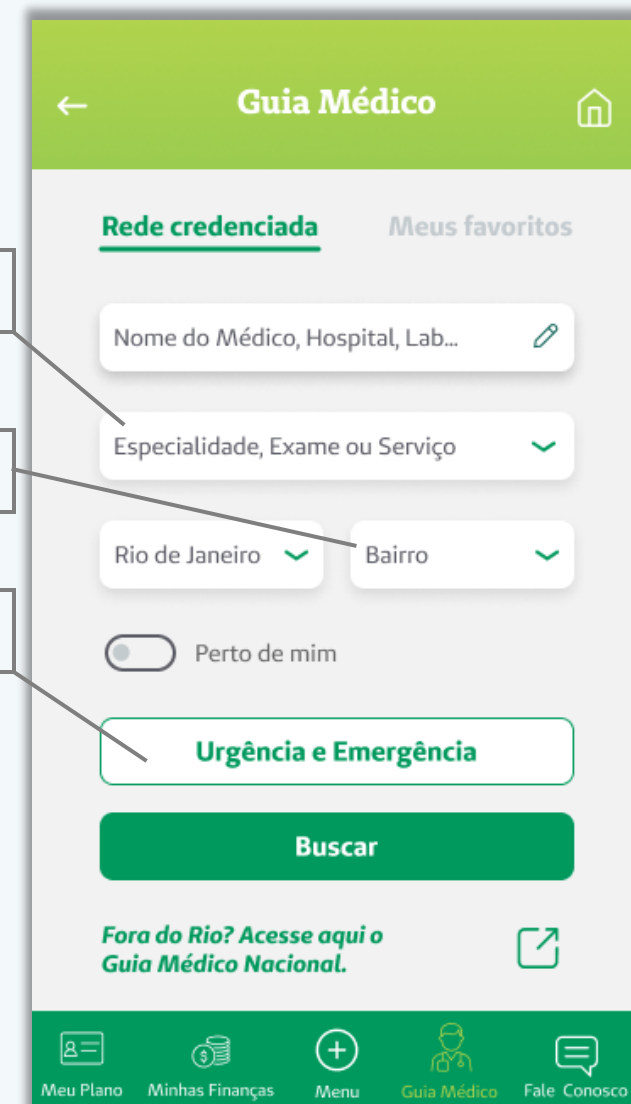 Guia Médico
Rede credenciada Meus favoritos
Nome do Médico, Hospital, Lab...
Especialidade, Exame ou Serviço
Rio de Janeiro Bairro
Perto de mim
Urgência e Emergência
Buscar
Fora do Rio? Acesse aqui o
Guia Médico Nacional.
Meu Plano Minhas Finanças Menu Guia Médico Fale Conosco